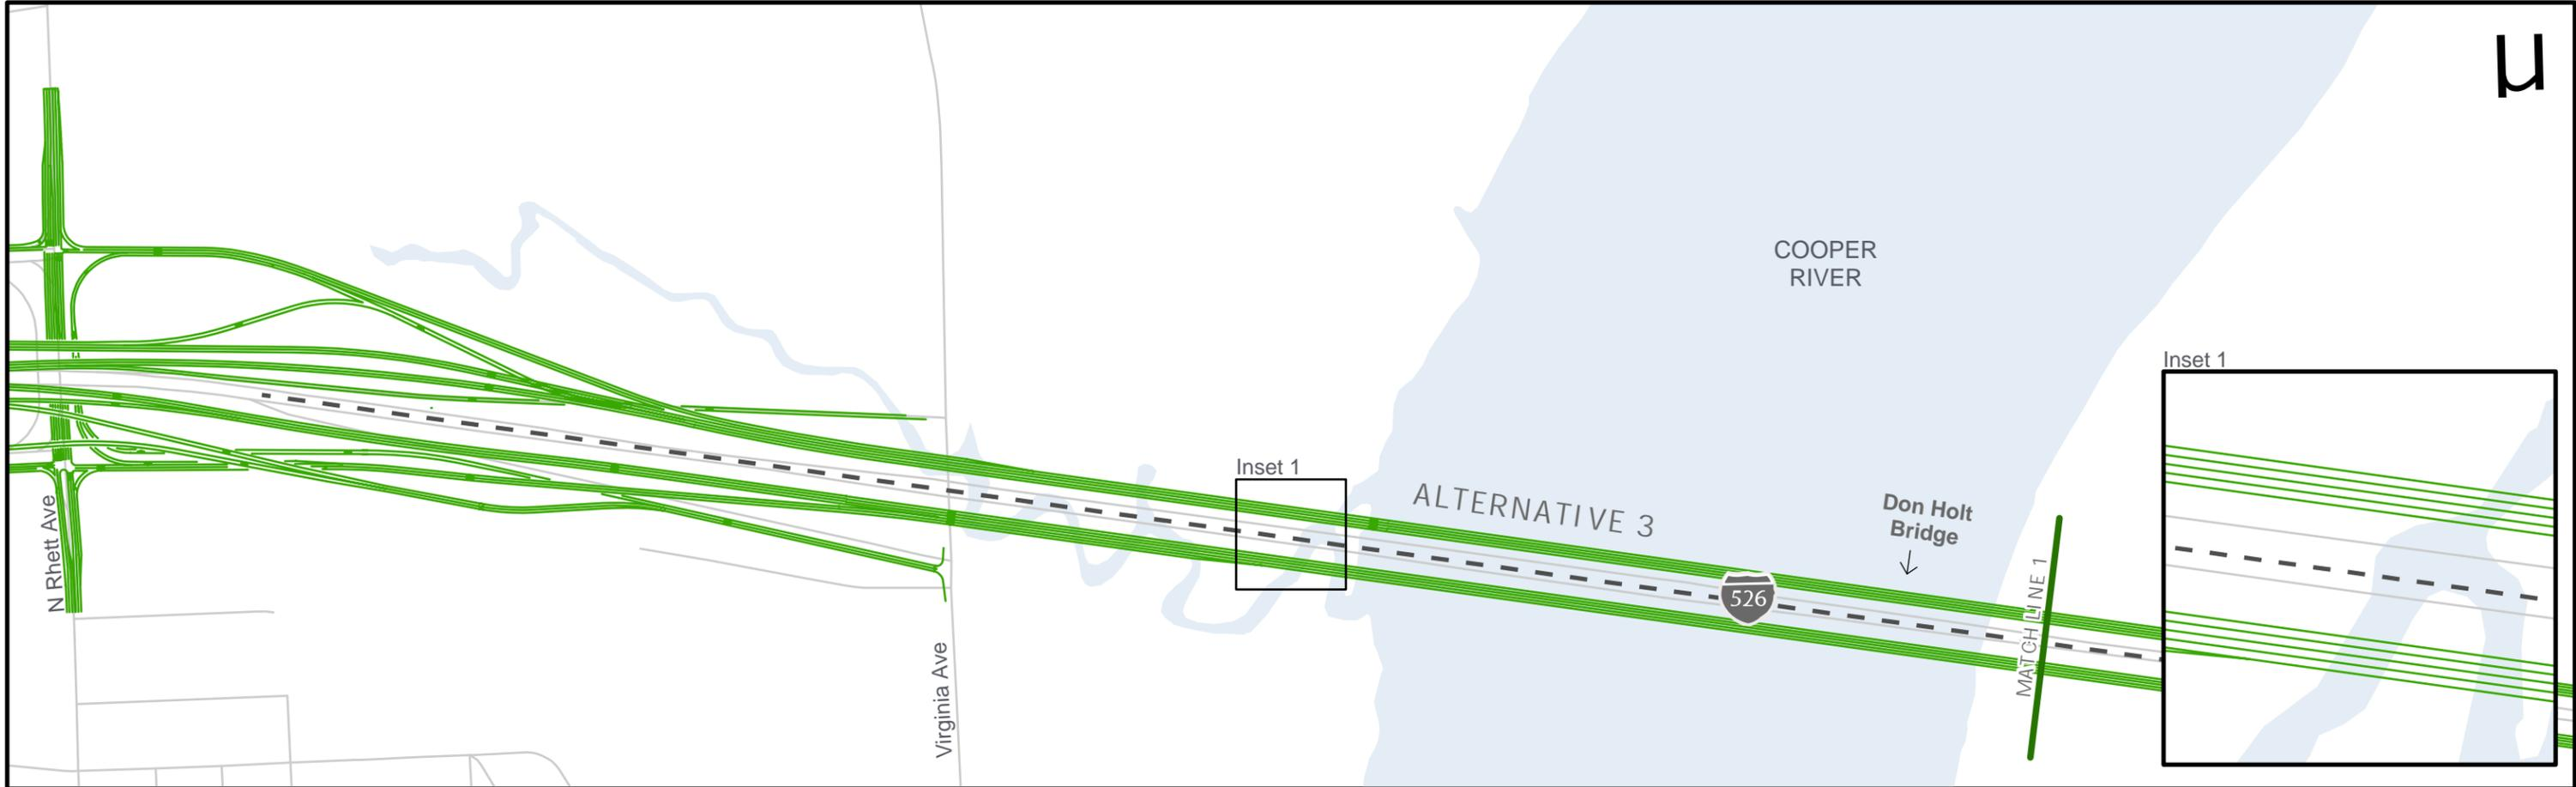 µ
COOPER
RIVER
Inset 1
Inset 1
ALTERNATIVE 3
Don Holt
Bridge
N Rhett Ave
526
MATCH LINE 1
Virginia Ave